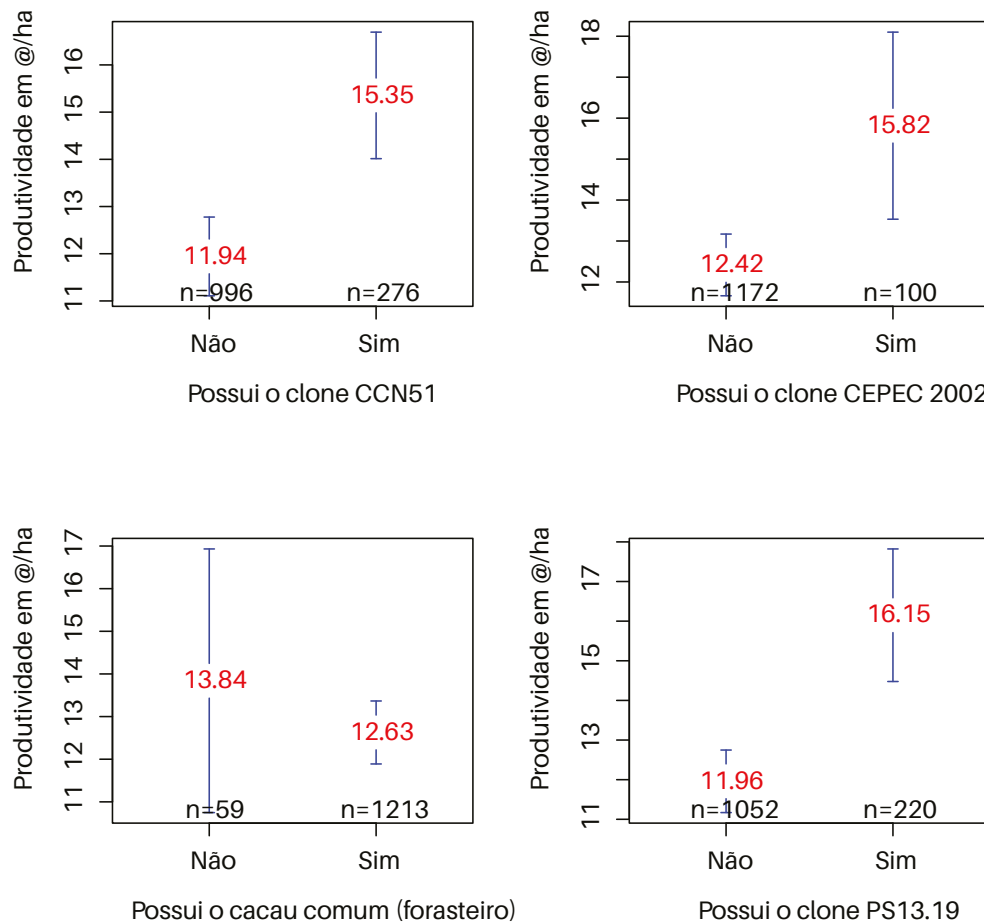 Produtividade em @/ha
16
15
14
13
12
11
15.35
11.94
n=996 n=276
Não Sim
Possui o clone CCN51
Produtividade em @/ha
18
16
14
12
15.82
12.42
n=1172 n=100
Não Sim
Possui o clone CEPEC 2002
Produtividade em @/ha
17
16
15
14
13
12
11
13.84
12.63
n=59 n=1213
Não Sim
Possui o cacau comum (forasteiro)
Produtividade em @/ha
17
15
13
11
16.15
11.96
n=1052 n=220
Não Sim
Possui o clone PS13.19